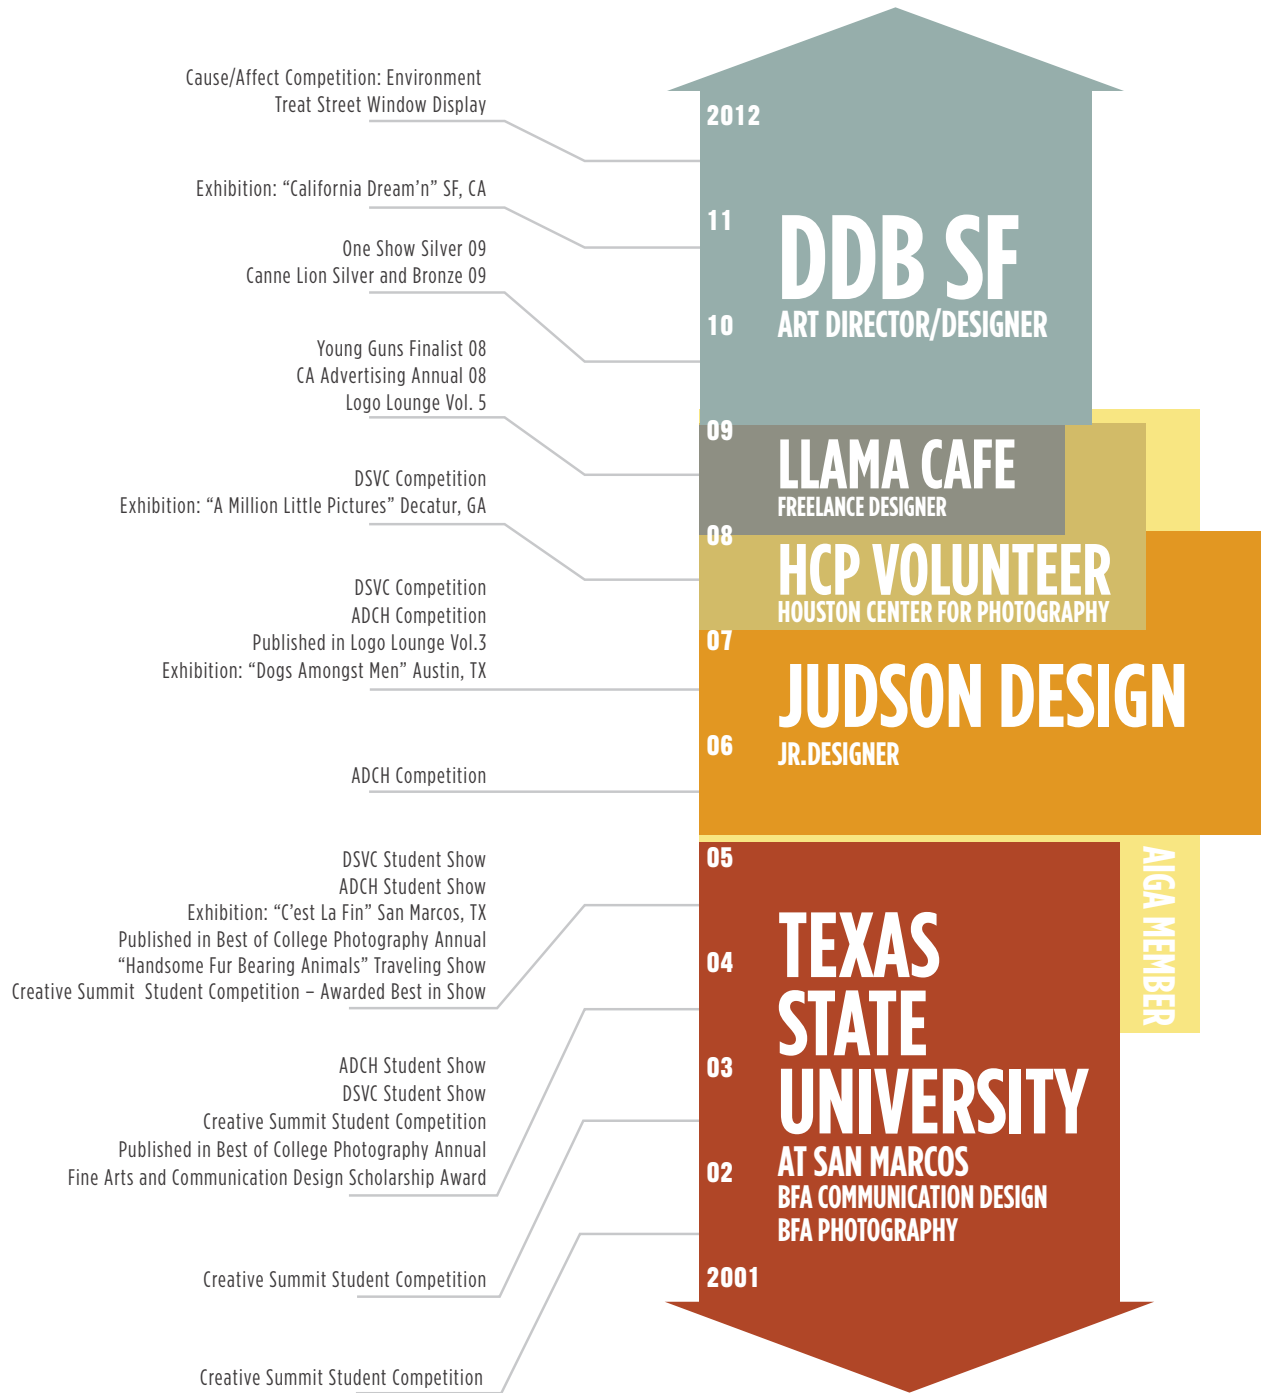 Cause/Affect Competition: Environment
Treat Street Window Display
Exhibition: “California Dream’n” SF, CA
One Show Silver 09
Canne Lion Silver and Bronze 09
Young Guns Finalist 08
CA Advertising Annual 08
Logo Lounge Vol. 5
DSVC Competition
Exhibition: “A Million Little Pictures” Decatur, GA
DSVC Competition
ADCH Competition
Published in Logo Lounge Vol.3
Exhibition: “Dogs Amongst Men” Austin, TX
ADCH Competition
DSVC Student Show
ADCH Student Show
Exhibition: “C’est La Fin” San Marcos, TX
Published in Best of College Photography Annual
“Handsome Fur Bearing Animals” Traveling Show
Creative Summit  Student Competition – Awarded Best in Show
ADCH Student Show
DSVC Student Show
Creative Summit Student Competition
Published in Best of College Photography Annual
Fine Arts and Communication Design Scholarship Award
Creative Summit Student Competition
Creative Summit Student Competition
2012
11
10
09
08
07
06
05
04
03
02
2001
DDB SF
ART DIRECTOR/DESIGNER
LLAMA CAFE
FREELANCE DESIGNER
HCP VOLUNTEER
HOUSTON CENTER FOR PHOTOGRAPHY
JUDSON DESIGN
JR.DESIGNER
TEXAS
STATE
UNIVERSITY
AT SAN MARCOS
BFA COMMUNICATION DESIGN
BFA PHOTOGRAPHY
AIGA MEMBER